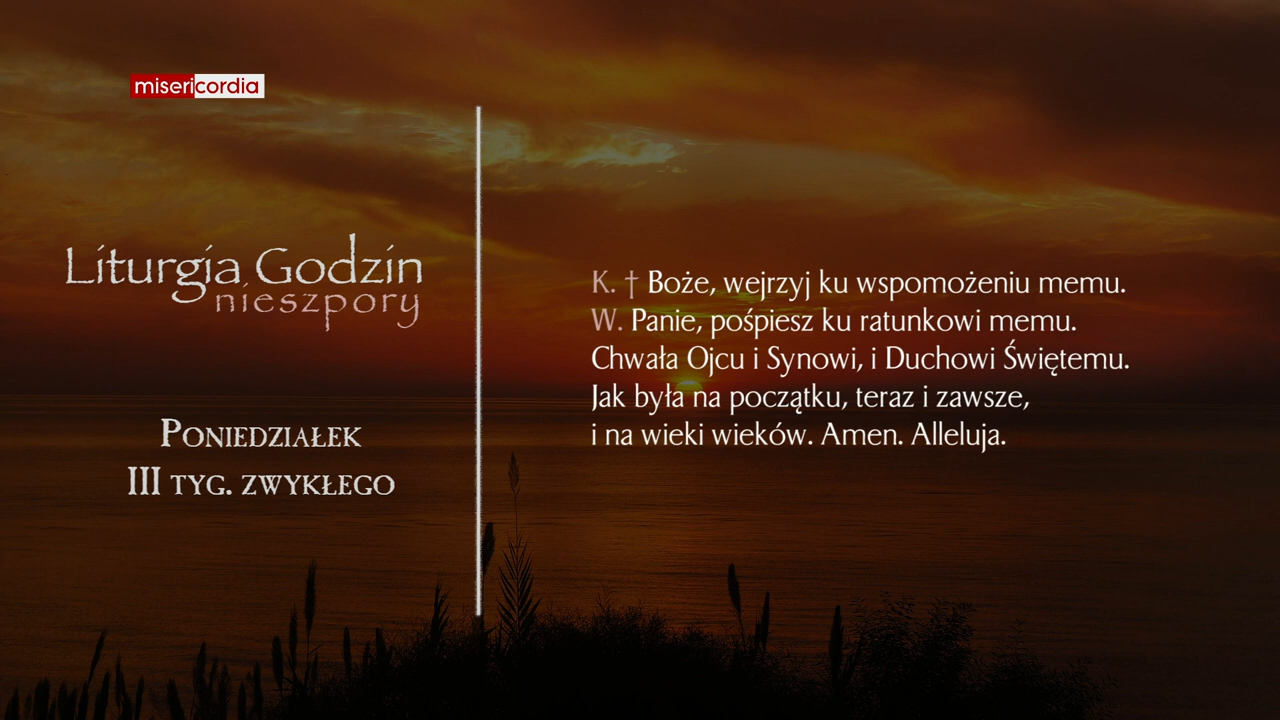 misericordia
Liturgia Godzin
nieszpory
Poniedziałek
III tyg. zwykłego
K. † Boże, wejrzyj ku wspomożeniu memu.
W. Panie, pośpiesz ku ratunkowi memu.
Chwała Ojcu i Synowi, i Duchowi Świętemu.
Jak była na początku, teraz i zawsze,
i na wieki wieków. Amen. Alleluja.